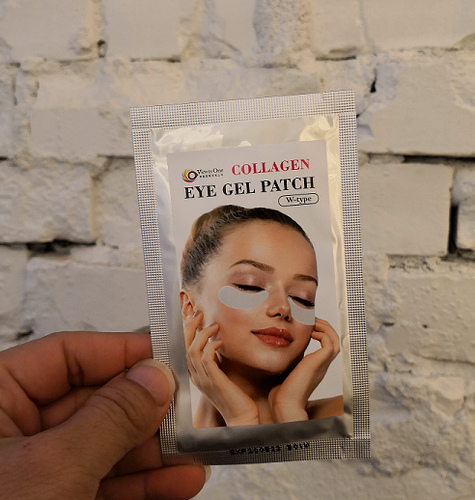 COLLAGEN
EYE GEL PATCH
W-type